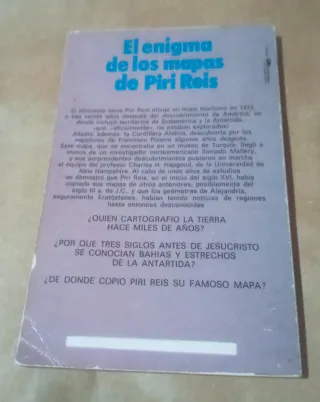 El enigma
de los mapas
de Piri Reis
El almirante turco Piri Reis dibujó un mapa marítimo en 1513
o sea veinte años después del descubrimiento de América, en
donde incluyó territorios de Sudamérica y la Antártida
¡que, oficialmente, no estaban explorados!
Añadió, además, la Cordillera Andina, descubierta por los
expedicionarios de Francisco Pizarro algunos años después.
Este mapa, que se encontraba en un museo de Turquía, llegó a
manos de un investigador norteamericano llamado Mallery,
y sus sorprendentes descubrimientos pusieron en marcha
al equipo del profesor Charles H. Hapgood, de la Universidad de
New Hampshire. Al cabo de unos años de estudios
se demostró que Piri Reis, en el inicio del siglo XVI, había
copiado sus mapas de otros anteriores, posiblemente del
siglo III a. de J.C., y que los geómetras de Alejandría,
seguramente Eratóstenes, habían tenido noticias de regiones
hasta entonces desconocidas
¿QUIEN CARTOGRAFIO LA TIERRA
HACE MILES DE AÑOS?
¿POR QUE TRES SIGLOS ANTES DE JESUCRISTO
SE CONOCIAN BAHIAS Y ESTRECHOS
DE LA ANTARTIDA?
¿DE DONDE COPIO PIRI REIS SU FAMOSO MAPA?